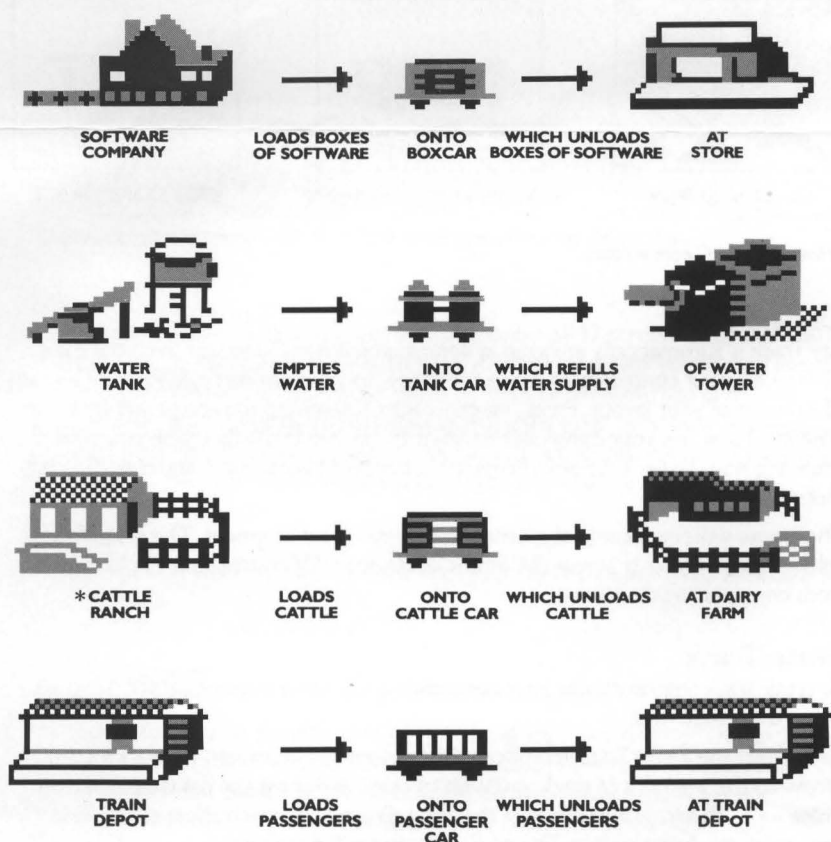 SOFTWARE COMPANY LOADS BOXES OF SOFTWARE ONTO BOXCAR WHICH UNLOADS BOXES OF SOFTWARE AT STORE
WATER TANK EMPTIES WATER INTO TANK CAR WHICH REFILLS WATER SUPPLY OF WATER TOWER
*CATTLE RANCH LOADS CATTLE ONTO CATTLE CAR WHICH UNLOADS CATTLE AT DAIRY FARM
TRAIN DEPOT LOADS PASSENGERS ONTO PASSENGER CAR WHICH UNLOADS PASSENGERS AT TRAIN DEPOT